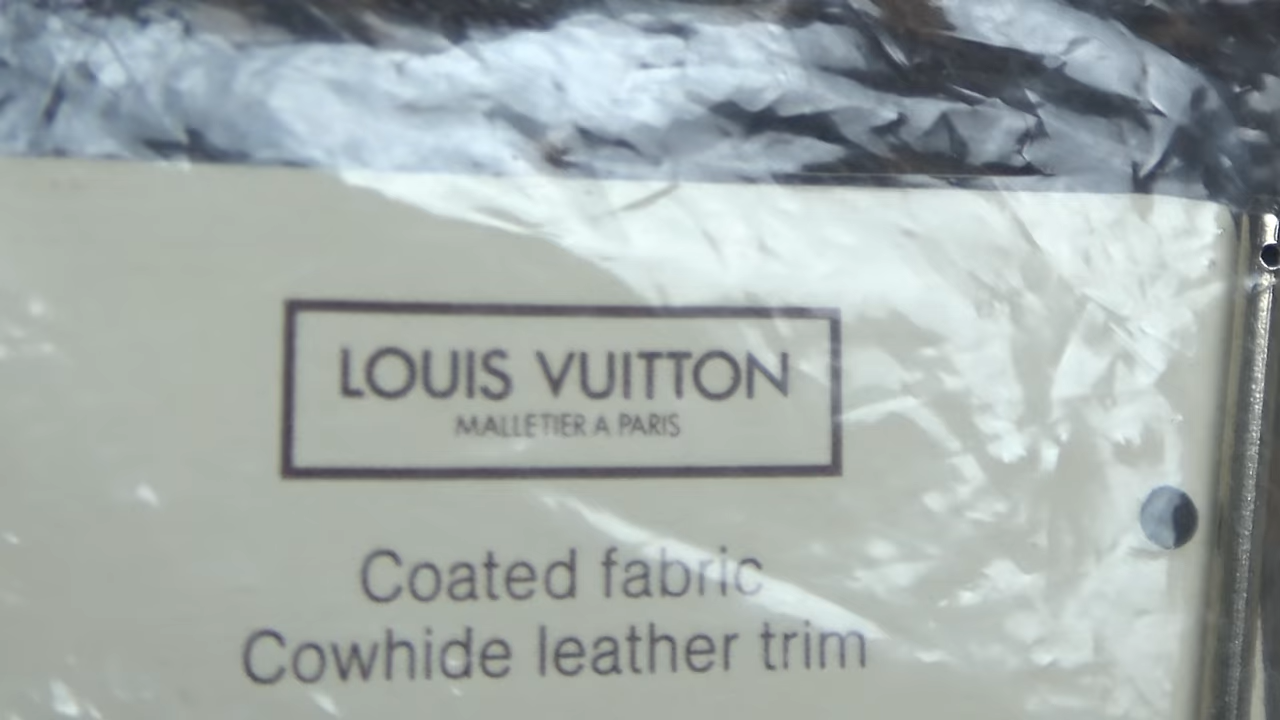 LOUIS VUITTON
MALLETIER A PARIS
Coated fabric
Cowhide leather trim